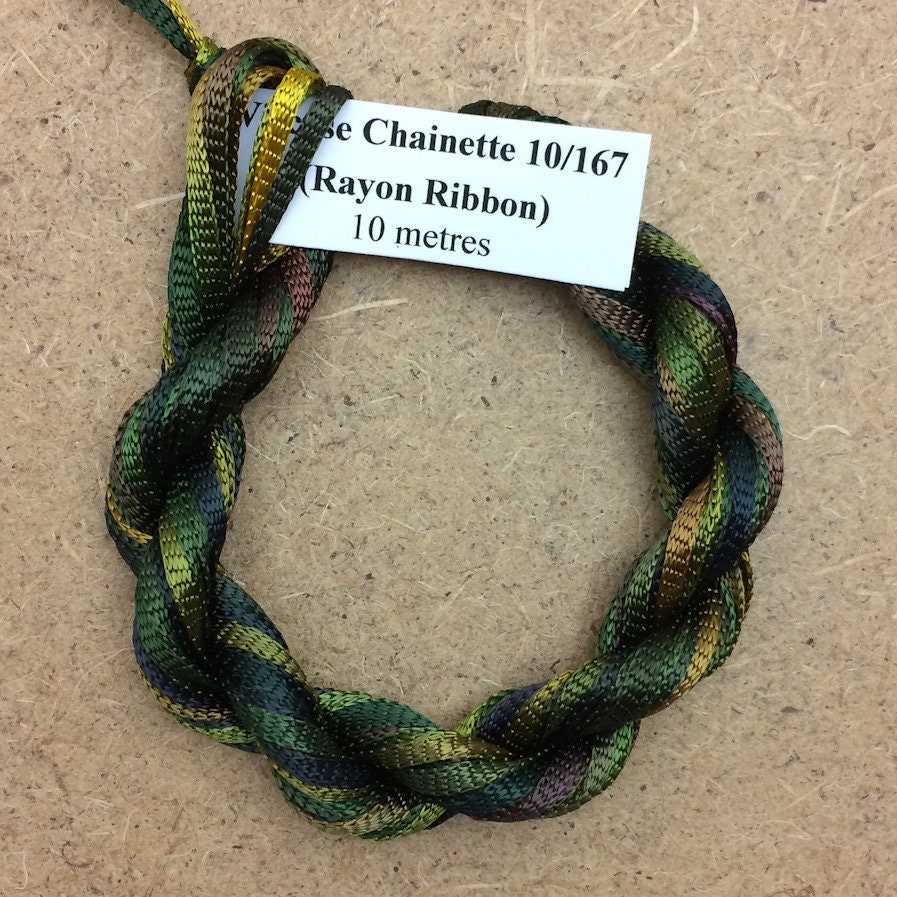 Chainette 10/167
(Rayon Ribbon)
10 metres